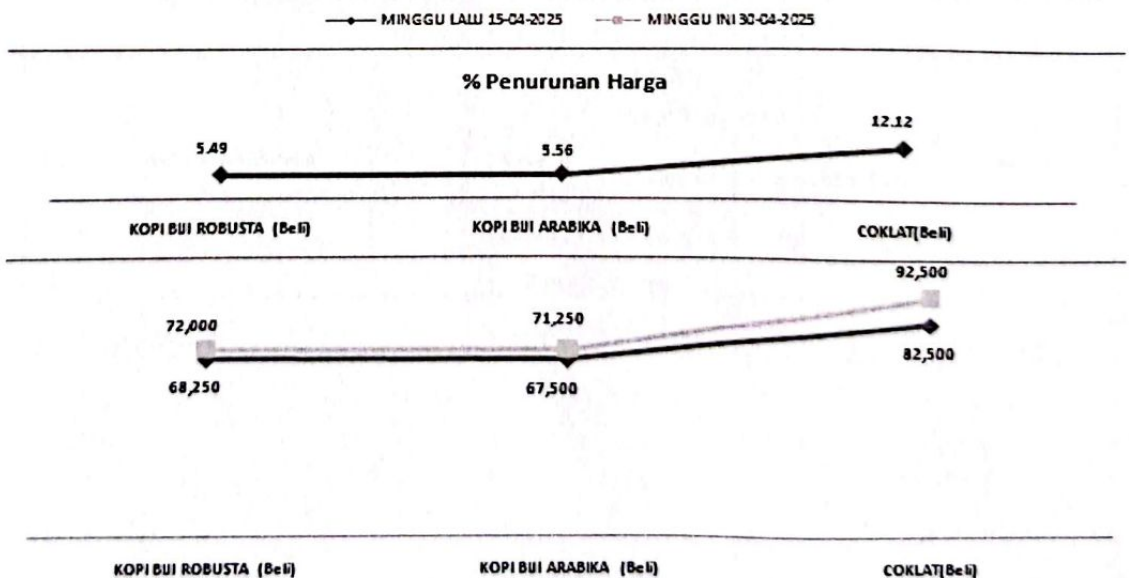 MINGGU LALU 15-04-2025 MINGGU INI 30-04-2025
% Penurunan Harga
5.49 5.56 12.12
KOPI BIJI ROBUSTA (Beli) KOPI BIJI ARABIKA (Beli) COKLAT(Beli)
72,000 71,250 92,500
68,250 67,500 82,500
KOPI BIJI ROBUSTA (Beli) KOPI BIJI ARABIKA (Beli) COKLAT(Beli)